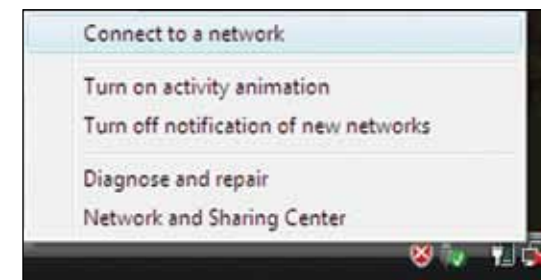 Connect to a network
Turn on activity animation
Turn off notification of new networks
Diagnose and repair
Network and Sharing Center